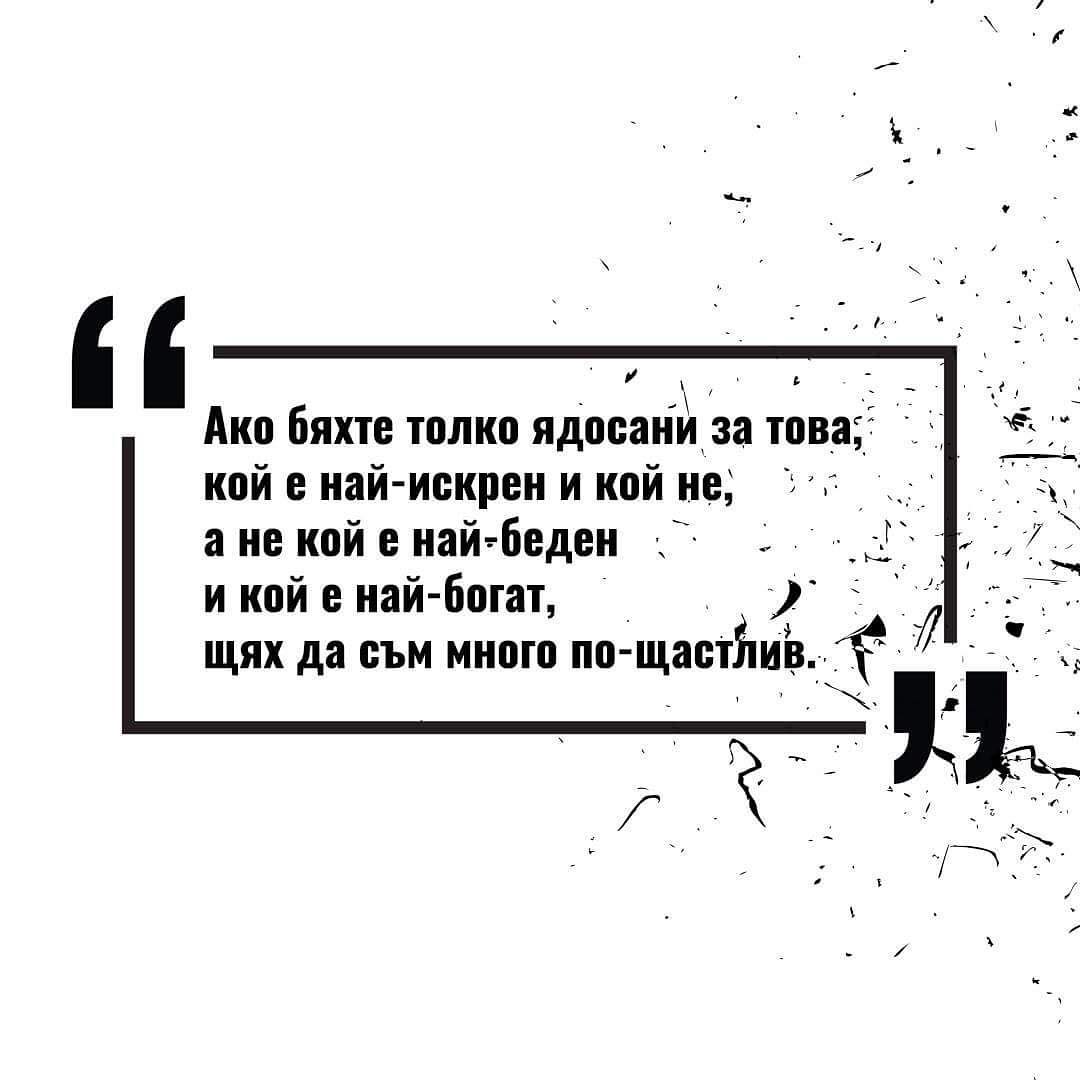 Ако бяхте толко ядосани за това,
кой е най-искрен и кой не,
а не кой е най-беден
и кой е най-богат,
щях да съм много по-щастлив.